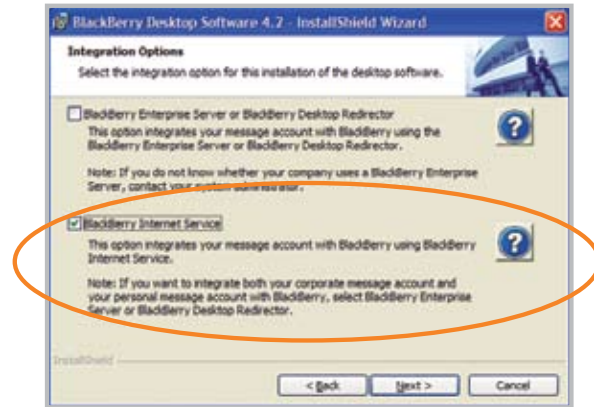 BlackBerry Desktop Software 4.2 - InstallShield Wizard
Integration Options
Select the integration option for this installation of the desktop software.
BlackBerry Enterprise Server or BlackBerry Desktop Redirector
This option integrates your message account with BlackBerry using the
BlackBerry Enterprise Server or BlackBerry Desktop Redirector.
Note: If you do not know whether your company uses a BlackBerry Enterprise
Server, contact your system administrator.
BlackBerry Internet Service
This option integrates your message account with BlackBerry using BlackBerry
Internet Service.
Note: If you want to integrate both your corporate message account and
your personal message account with BlackBerry, select BlackBerry Enterprise
Server or BlackBerry Desktop Redirector.
InstallShield
< Back Next > Cancel